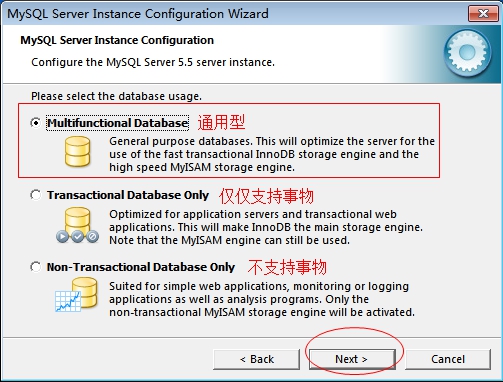 MySQL Server Instance Configuration Wizard
MySQL Server Instance Configuration
Configure the MySQL Server 5.5 server instance.
Please select the database usage.
Multifunctional Database 通用型
General purpose databases. This will optimize the server for the
use of the fast transactional InnoDB storage engine and the
high speed MyISAM storage engine.
Transactional Database Only 仅仅支持事物
Optimized for application servers and transactional web
applications. This will make InnoDB the main storage engine.
Note that the MyISAM engine can still be used.
Non-Transactional Database Only 不支持事物
Suited for simple web applications, monitoring or logging
applications as well as analysis programs. Only the
non-transactional MyISAM storage engine will be activated.
< Back Next > Cancel